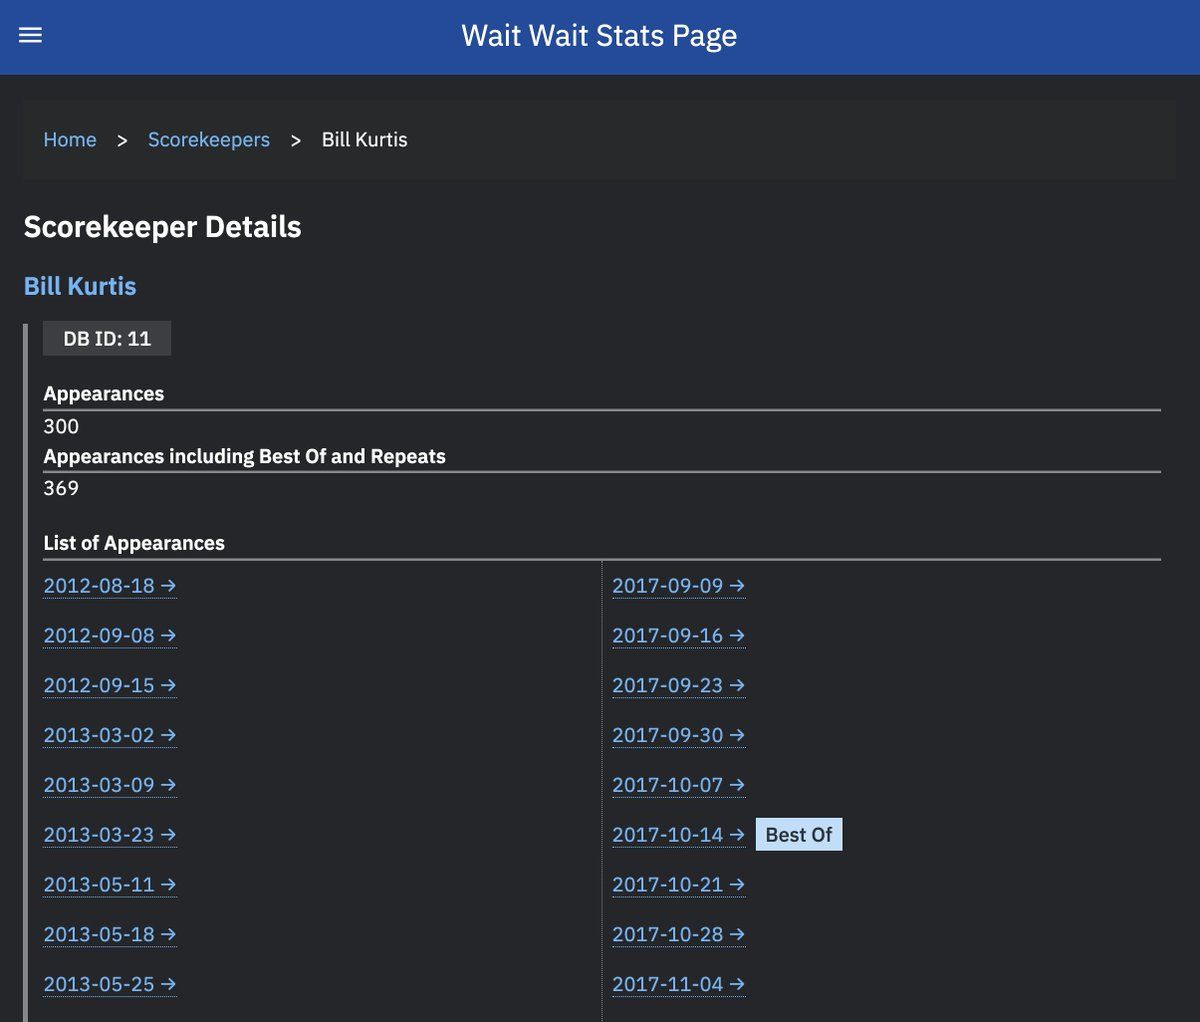 Wait Wait Stats Page
Home > Scorekeepers > Bill Kurtis
Scorekeeper Details
Bill Kurtis
DB ID: 11
Appearances
300
Appearances including Best Of and Repeats
369
List of Appearances
2012-08-18 →
2012-09-08 →
2012-09-15 →
2013-03-02 →
2013-03-09 →
2013-03-23 →
2013-05-11 →
2013-05-18 →
2013-05-25 →
2017-09-09 →
2017-09-16 →
2017-09-23 →
2017-09-30 →
2017-10-07 →
2017-10-14 → Best Of
2017-10-21 →
2017-10-28 →
2017-11-04 →